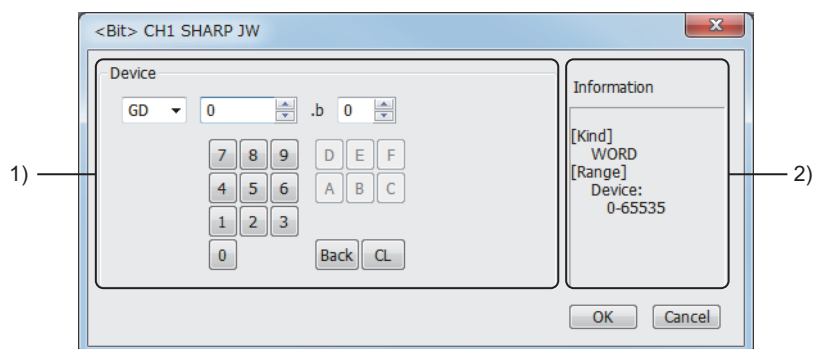 <Bit> CH1 SHARP JW
X
Device
GD 0 .b 0
7 8 9 D E F
4 5 6 A B C
1 2 3
0 Back CL
1)
Information
[Kind]
WORD
[Range]
Device:
0-65535
2)
OK Cancel